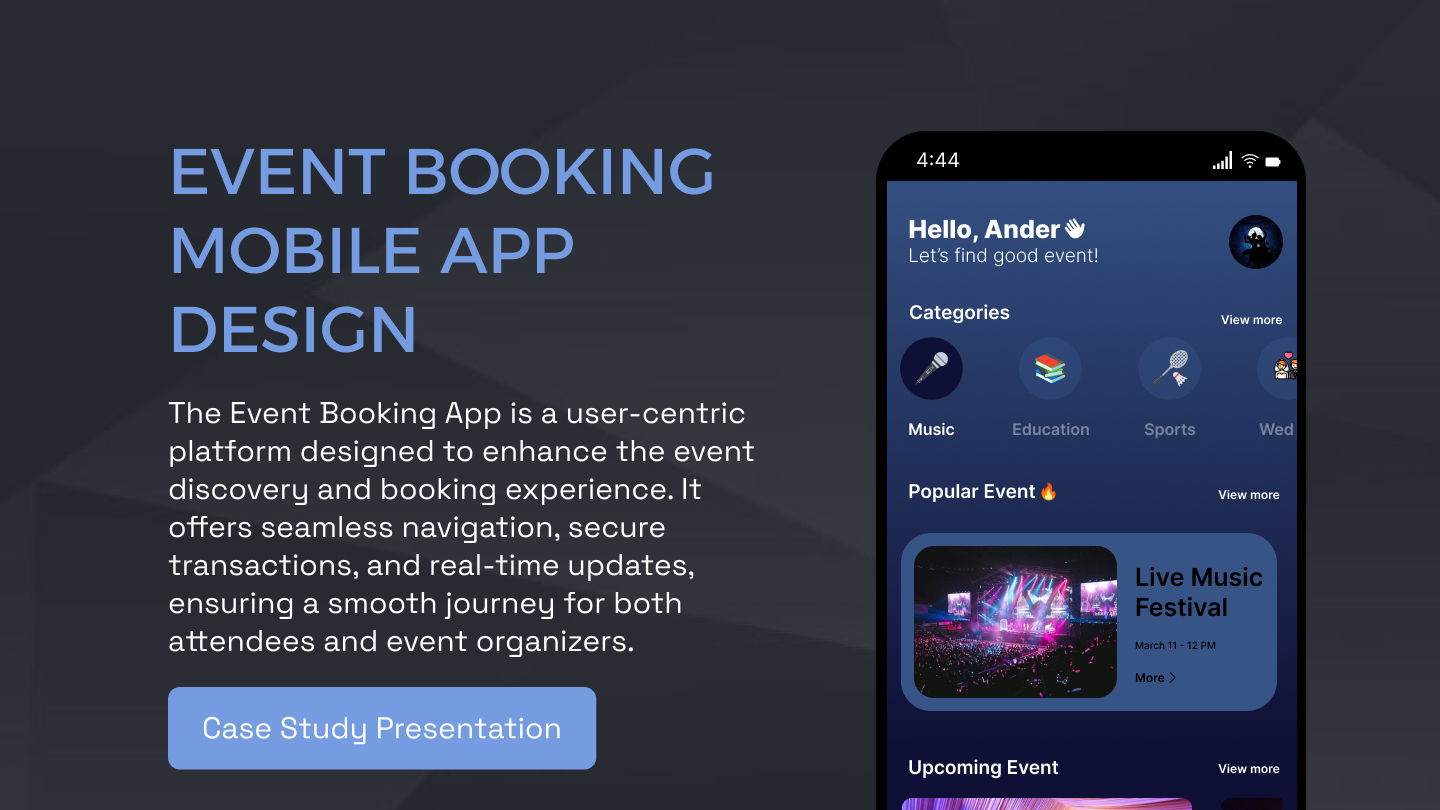 EVENT BOOKING
MOBILE APP
DESIGN
The Event Booking App is a user-centric
platform designed to enhance the event
discovery and booking experience. It
offers seamless navigation, secure
transactions, and real-time updates,
ensuring a smooth journey for both
attendees and event organizers.
Case Study Presentation
4:44
Hello, Ander👋
Let's find good event!
Categories
View more
Music
Education
Sports
Wed
Popular Event🔥
View more
Live Music
Festival
March 11 - 12 PM
More >
Upcoming Event
View more